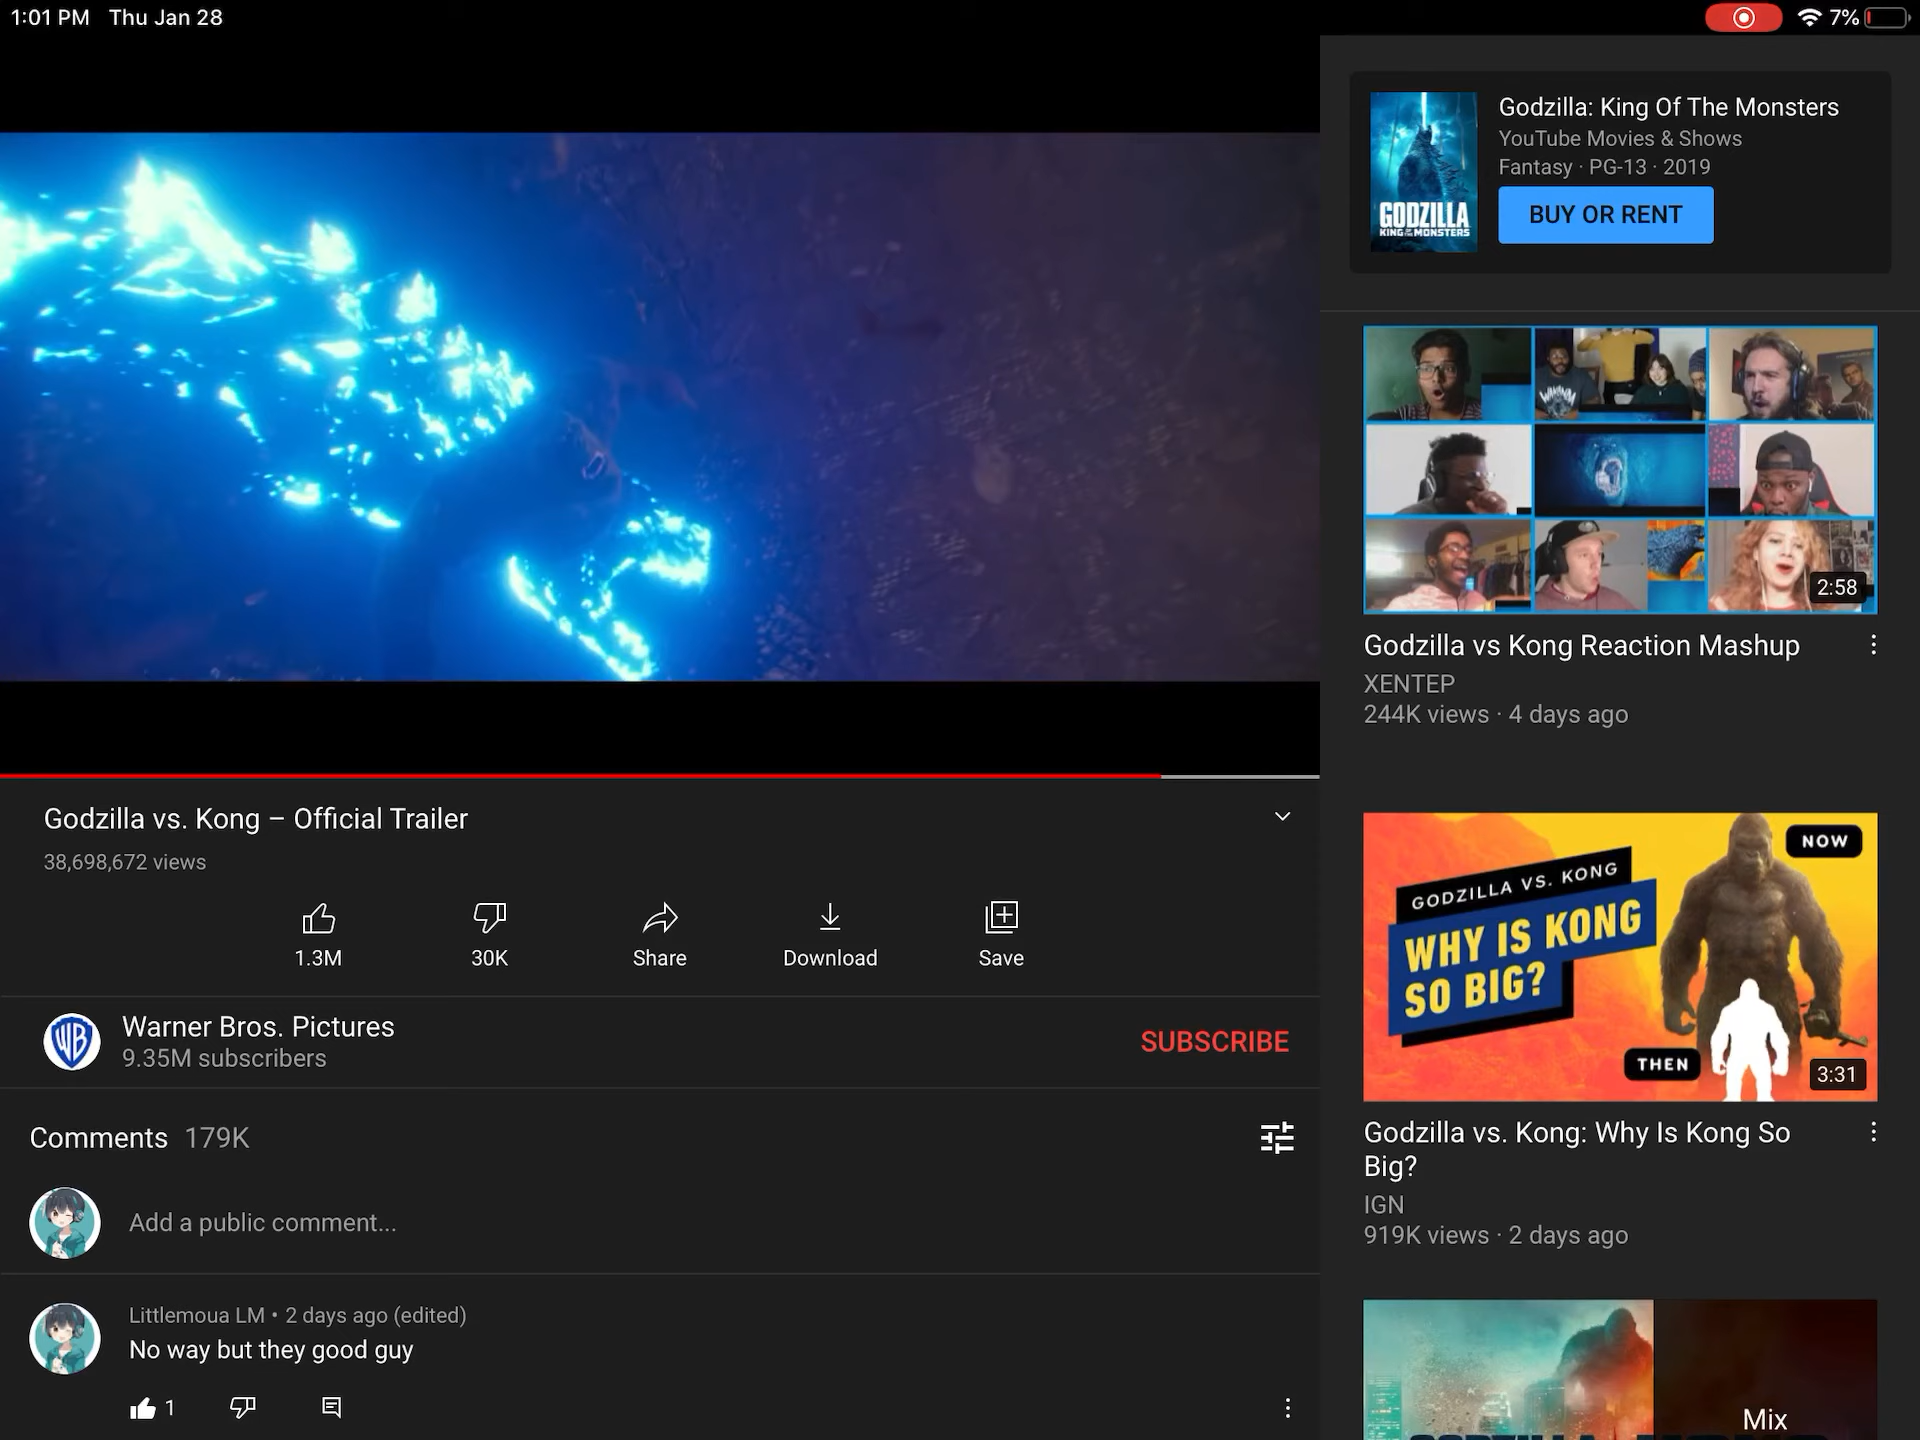 1:01 PM Thu Jan 28
7%
Godzilla: King Of The Monsters
YouTube Movies & Shows
Fantasy · PG-13 · 2019
BUY OR RENT
GODZILLA
KING OF THE MONSTERS
2:58
Godzilla vs Kong Reaction Mashup
XENTEP
244K views · 4 days ago
Godzilla vs. Kong – Official Trailer
38,698,672 views
1.3M
30K
Share
Download
Save
WB
Warner Bros. Pictures
9.35M subscribers
SUBSCRIBE
Comments 179K
Add a public comment...
Littlemoua LM • 2 days ago (edited)
No way but they good guy
1
NOW
GODZILLA VS. KONG
WHY IS KONG
SO BIG?
THEN
3:31
Godzilla vs. Kong: Why Is Kong So
Big?
IGN
919K views · 2 days ago
Mix